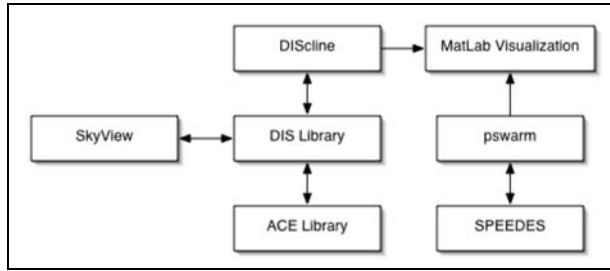 DIScline
MatLab Visualization
SkyView
DIS Library
pswarm
ACE Library
SPEEDES